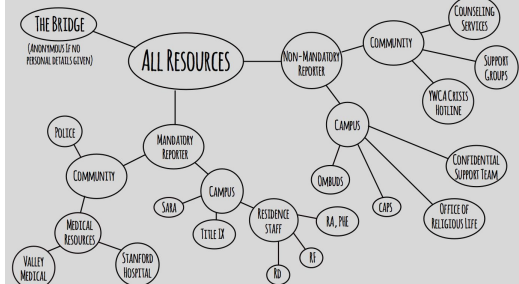 THE BRIDGE
(ANONYMOUS IF NO
PERSONAL DETAILS GIVEN)
ALL RESOURCES
NON-MANDATORY
REPORTER
COMMUNITY
COUNSELING
SERVICES
SUPPORT
GROUPS
YWCA CRISIS
HOTLINE
CAMPUS
CONFIDENTIAL
SUPPORT TEAM
OFFICE OF
RELIGIOUS LIFE
CAPS
OMBUDS
MANDATORY
REPORTER
POLICE
COMMUNITY
MEDICAL
RESOURCES
VALLEY
MEDICAL
STANFORD
HOSPITAL
CAMPUS
SARA
TITLE IX
RESIDENCE
STAFF
RA, PHE
RF
RD